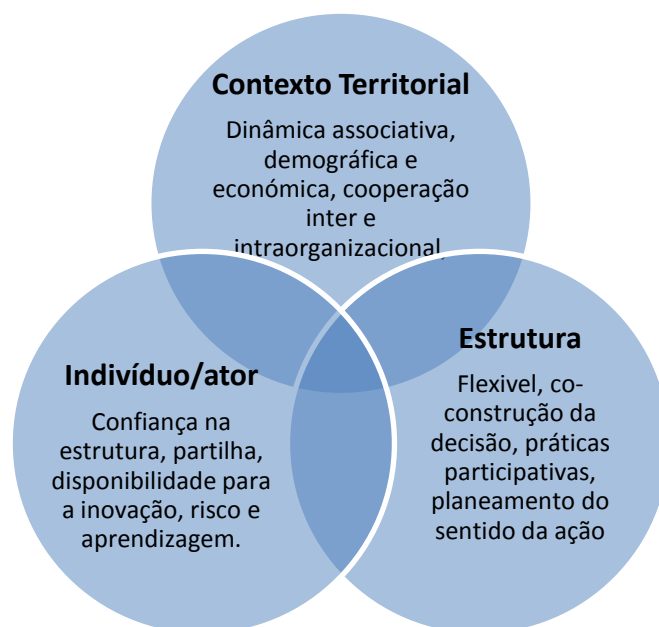 Contexto Territorial
Dinâmica associativa,
demográfica e
económica, cooperação
inter e
intraorganizacional,
Indivíduo/ator
Confiança na
estrutura, partilha,
disponibilidade para
a inovação, risco e
aprendizagem.
Estrutura
Flexivel, co-
construção da
decisão, práticas
participativas,
planeamento do
sentido da ação